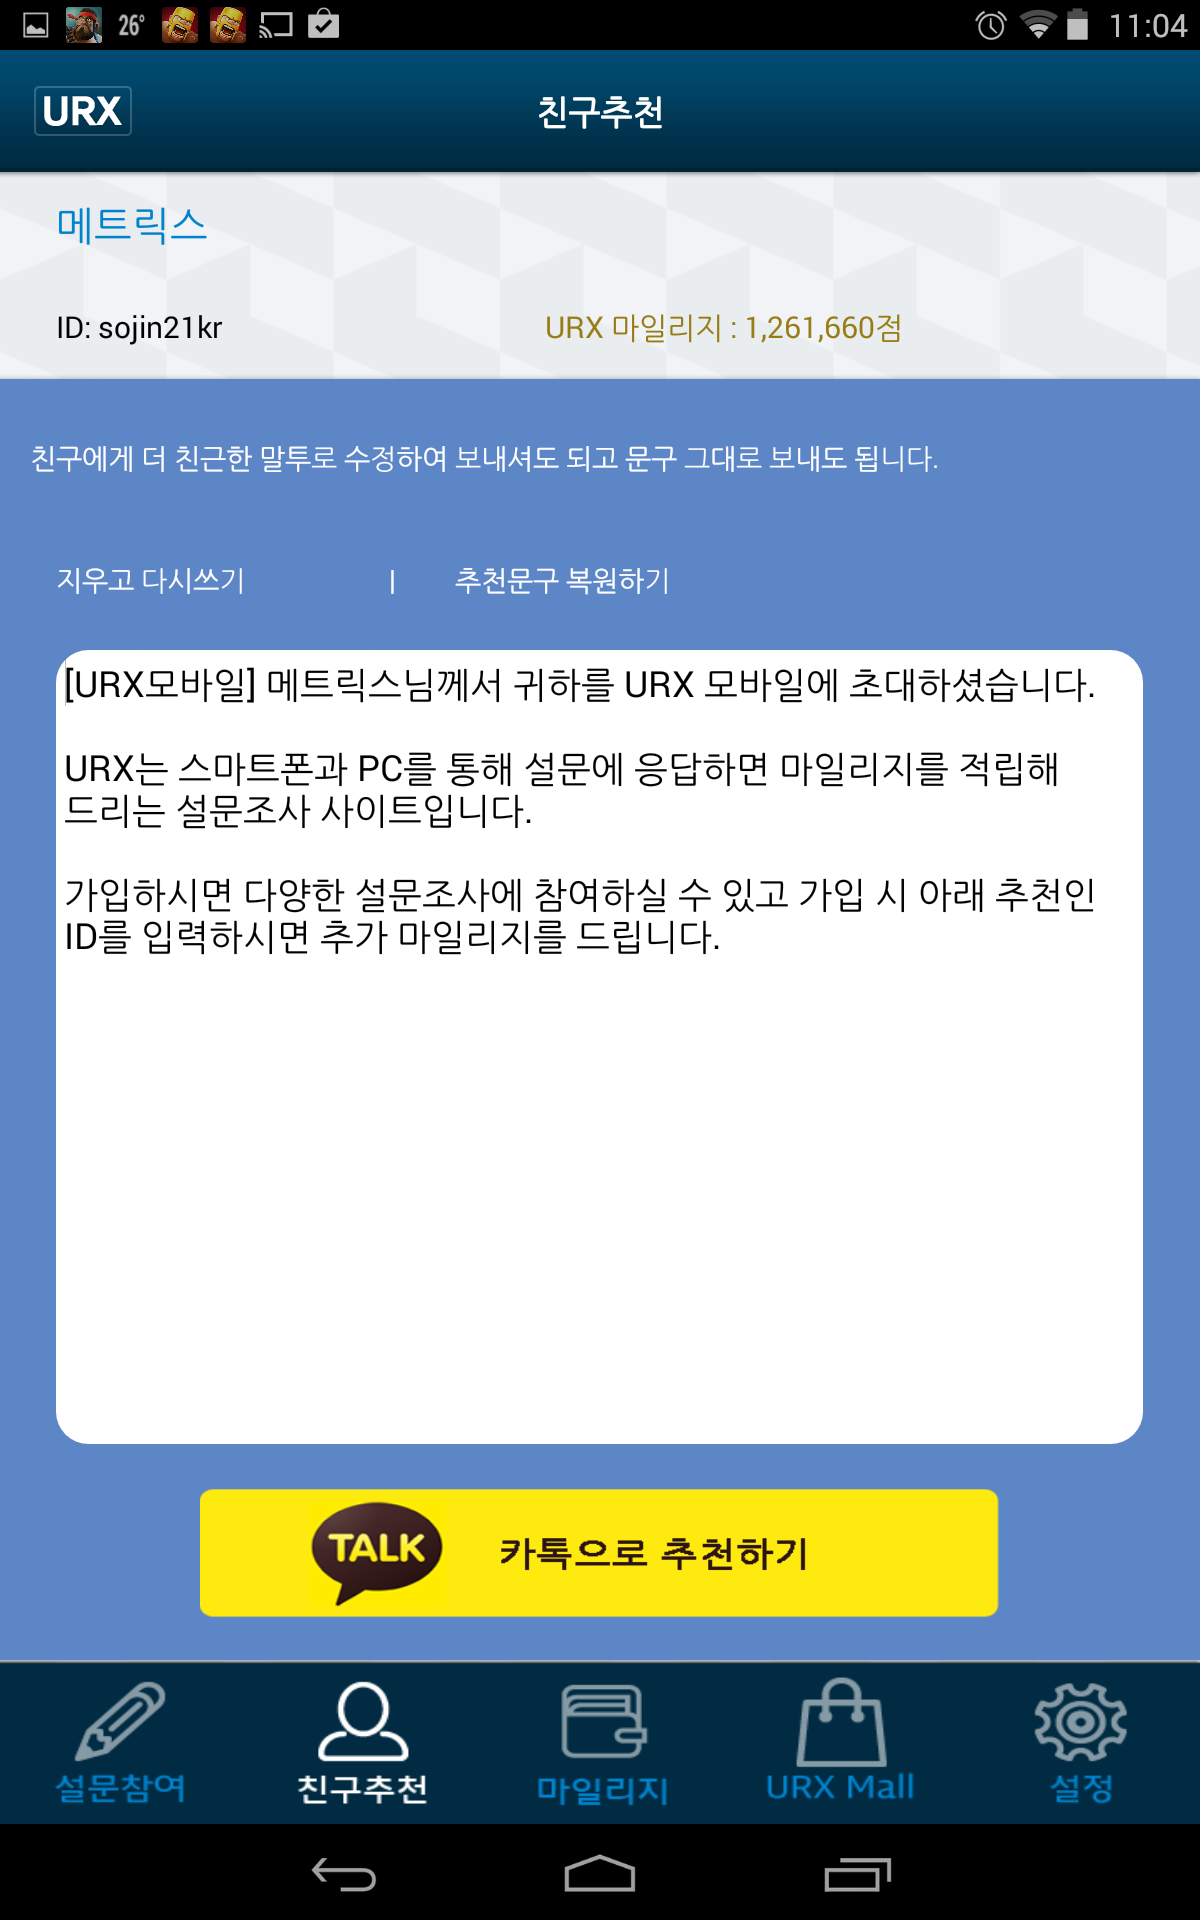 26°
11:04
URX
친구추천
메트릭스
ID: sojin21kr
URX 마일리지 : 1,261,660점
친구에게 더 친근한 말투로 수정하여 보내셔도 되고 문구 그대로 보내도 됩니다.
지우고 다시쓰기 | 추천문구 복원하기
[URX모바일] 메트릭스님께서 귀하를 URX 모바일에 초대하셨습니다.
URX는 스마트폰과 PC를 통해 설문에 응답하면 마일리지를 적립해
드리는 설문조사 사이트입니다.
가입하시면 다양한 설문조사에 참여하실 수 있고 가입 시 아래 추천인
ID를 입력하시면 추가 마일리지를 드립니다.
TALK
카톡으로 추천하기
설문참여
친구추천
마일리지
URX Mall
설정